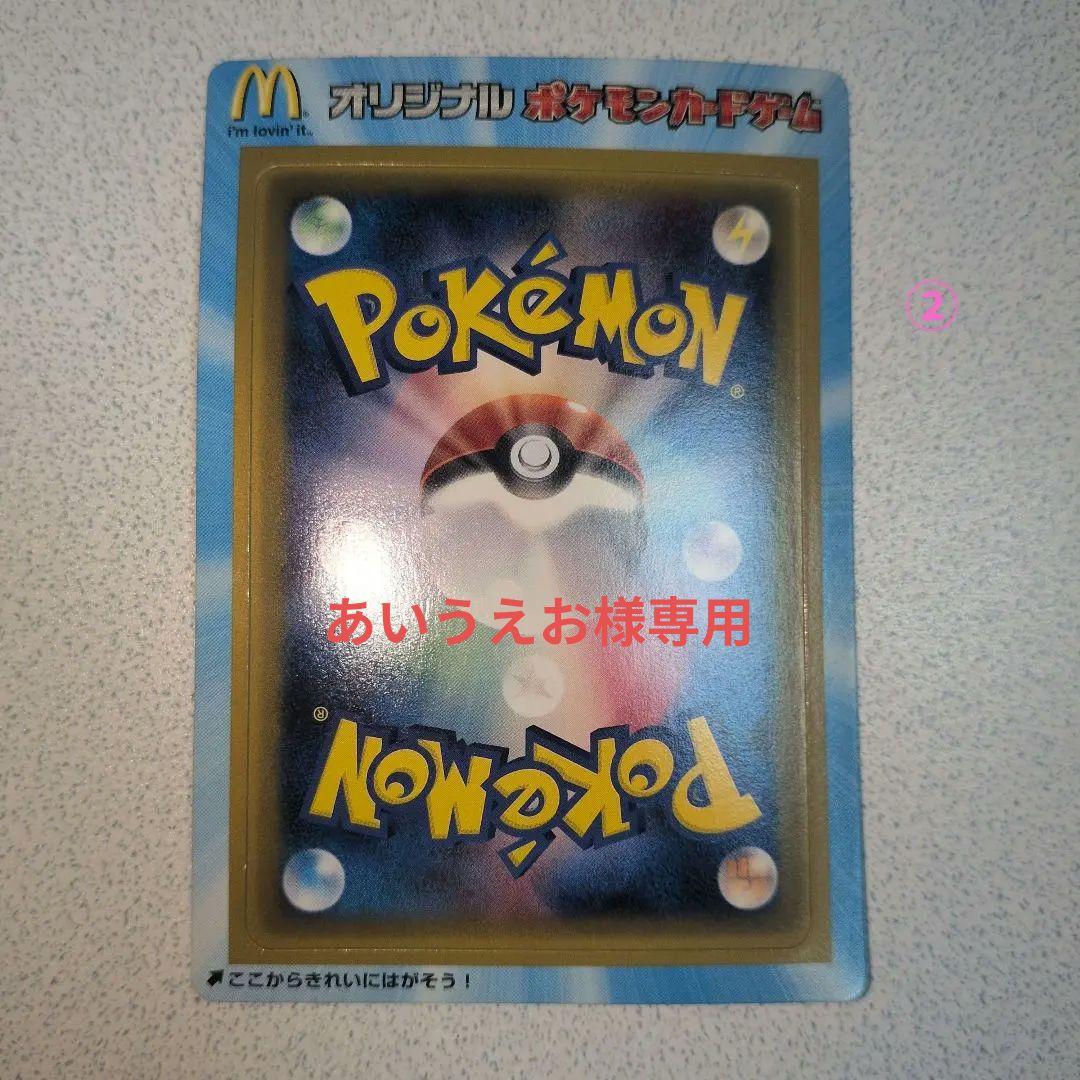 i'm lovin' it™
オリジナル ポケモンカードゲーム
POKéMON®
②
あいうえお様専用
POKéMON®
ここからきれいにはがそう！